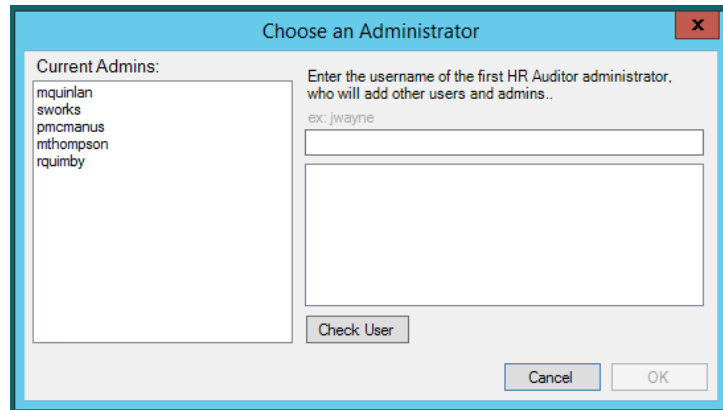 Choose an Administrator
x
Current Admins:
mquinlan
sworks
pmcmanus
mthompson
rquimby
Enter the username of the first HR Auditor administrator,
who will add other users and admins..
ex: jwayne
Check User
Cancel
OK